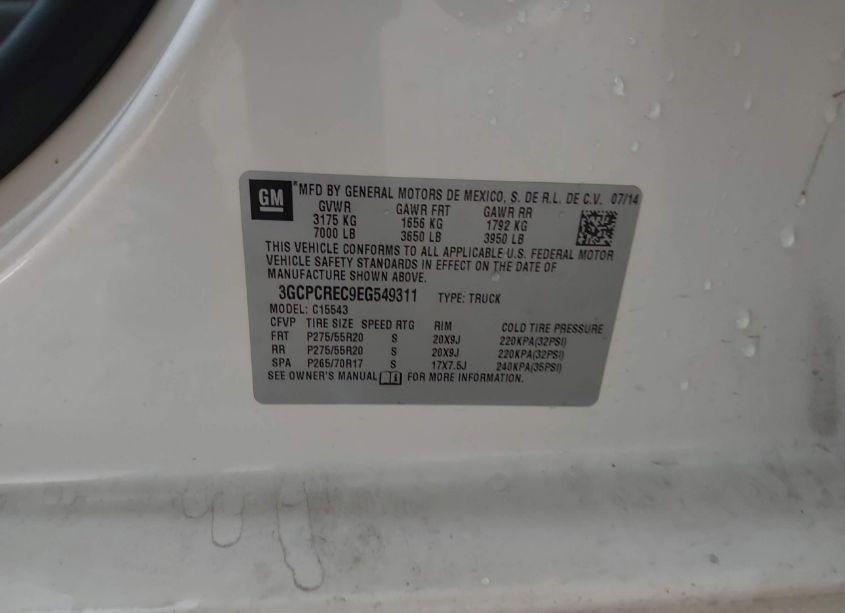 GM MFD BY GENERAL MOTORS DE MEXICO, S. DE R.L. DE C.V. 07/14
GVWR GAWR FRT GAWR RR
3175 KG 1656 KG 1792 KG
7000 LB 3650 LB 3950 LB
THIS VEHICLE CONFORMS TO ALL APPLICABLE U.S. FEDERAL MOTOR
VEHICLE SAFETY STANDARDS IN EFFECT ON THE DATE OF
MANUFACTURE SHOWN ABOVE.
3GCPCREC9EG549311 TYPE: TRUCK
MODEL: C15543
CFVP TIRE SIZE SPEED RTG RIM COLD TIRE PRESSURE
FRT P275/55R20 S 20X9J 220KPA(32PSI)
RR P275/55R20 S 20X9J 220KPA(32PSI)
SPA P265/70R17 S 17X7.5J 240KPA(35PSI)
SEE OWNER'S MANUAL FOR MORE INFORMATION.